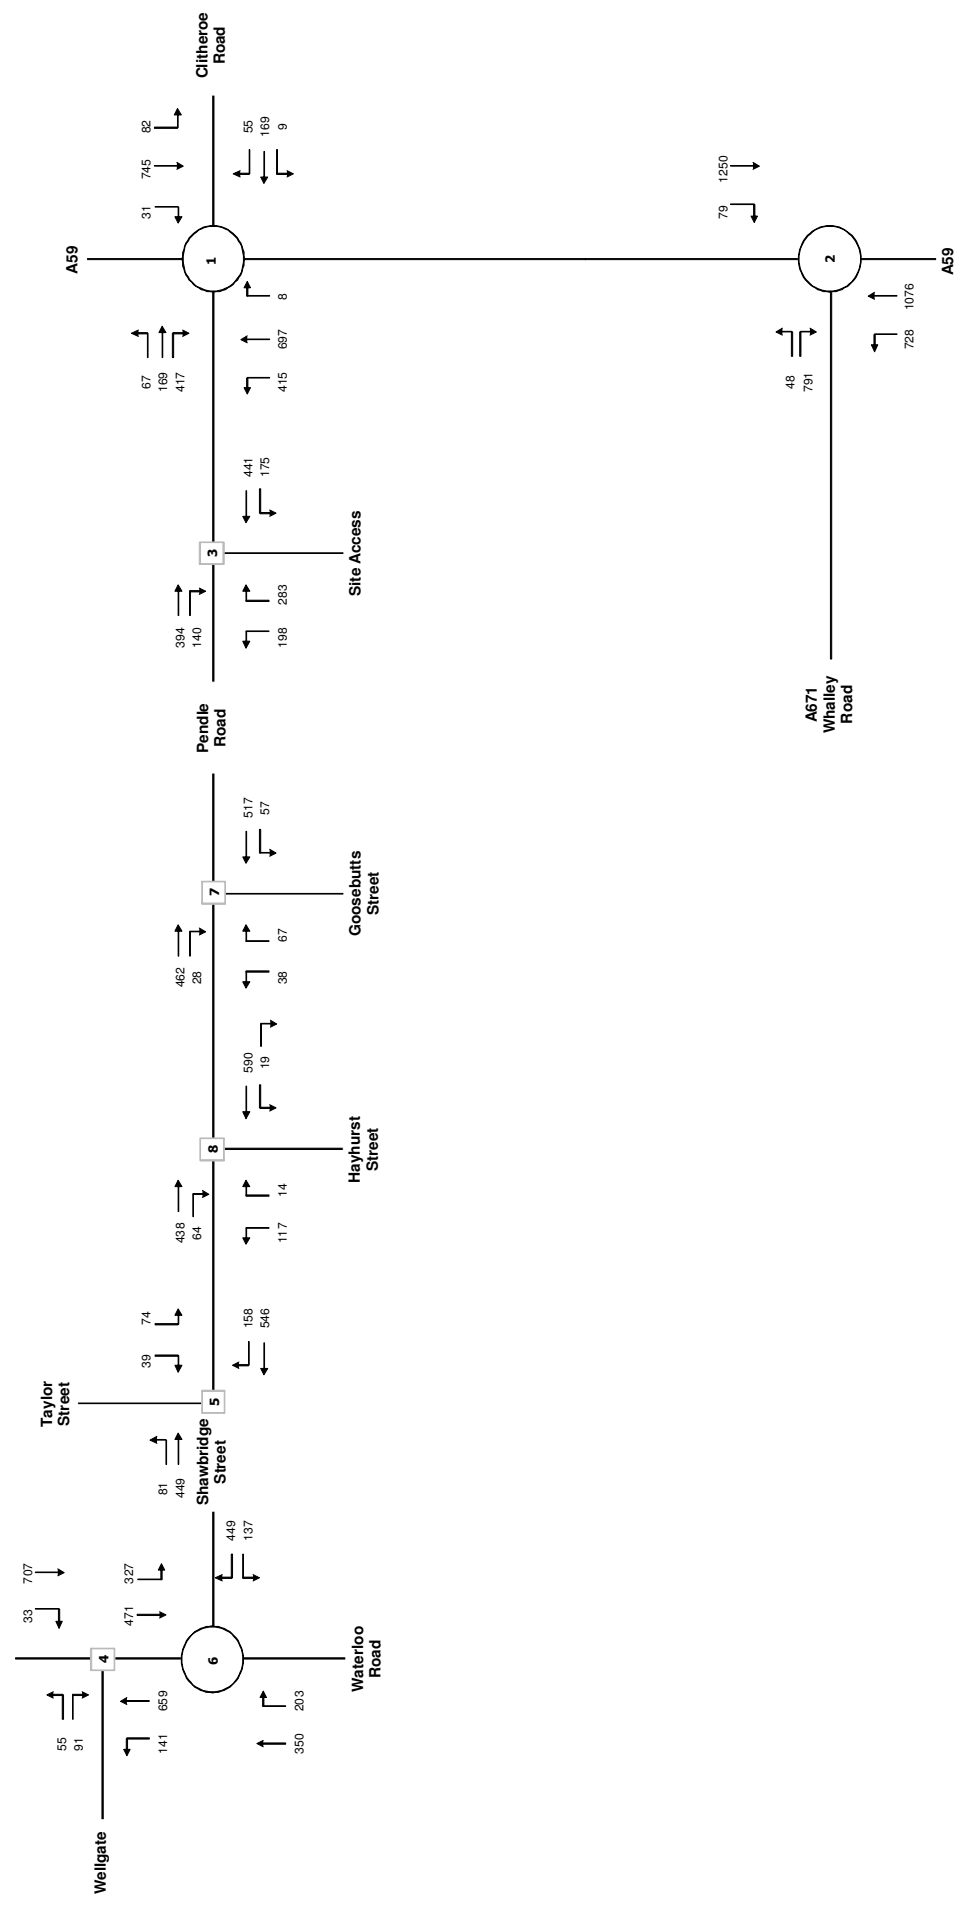 Clitheroe
Road
82
745
31
55
169
9
A59
1
8
697
415
67
169
417
1250
79
2
A59
1076
728
48
791
A671
Whalley
Road
441
175
3
Site Access
394
140
283
198
Pendle
Road
517
57
7
Goosebutts
Street
462
28
67
38
590
19
8
Hayhurst
Street
438
64
14
117
74
39
158
546
Taylor
Street
5
Shawbridge
Street
81
449
449
137
707
33
327
471
4
6
Waterloo
Road
55
91
659
141
203
350
Wellgate